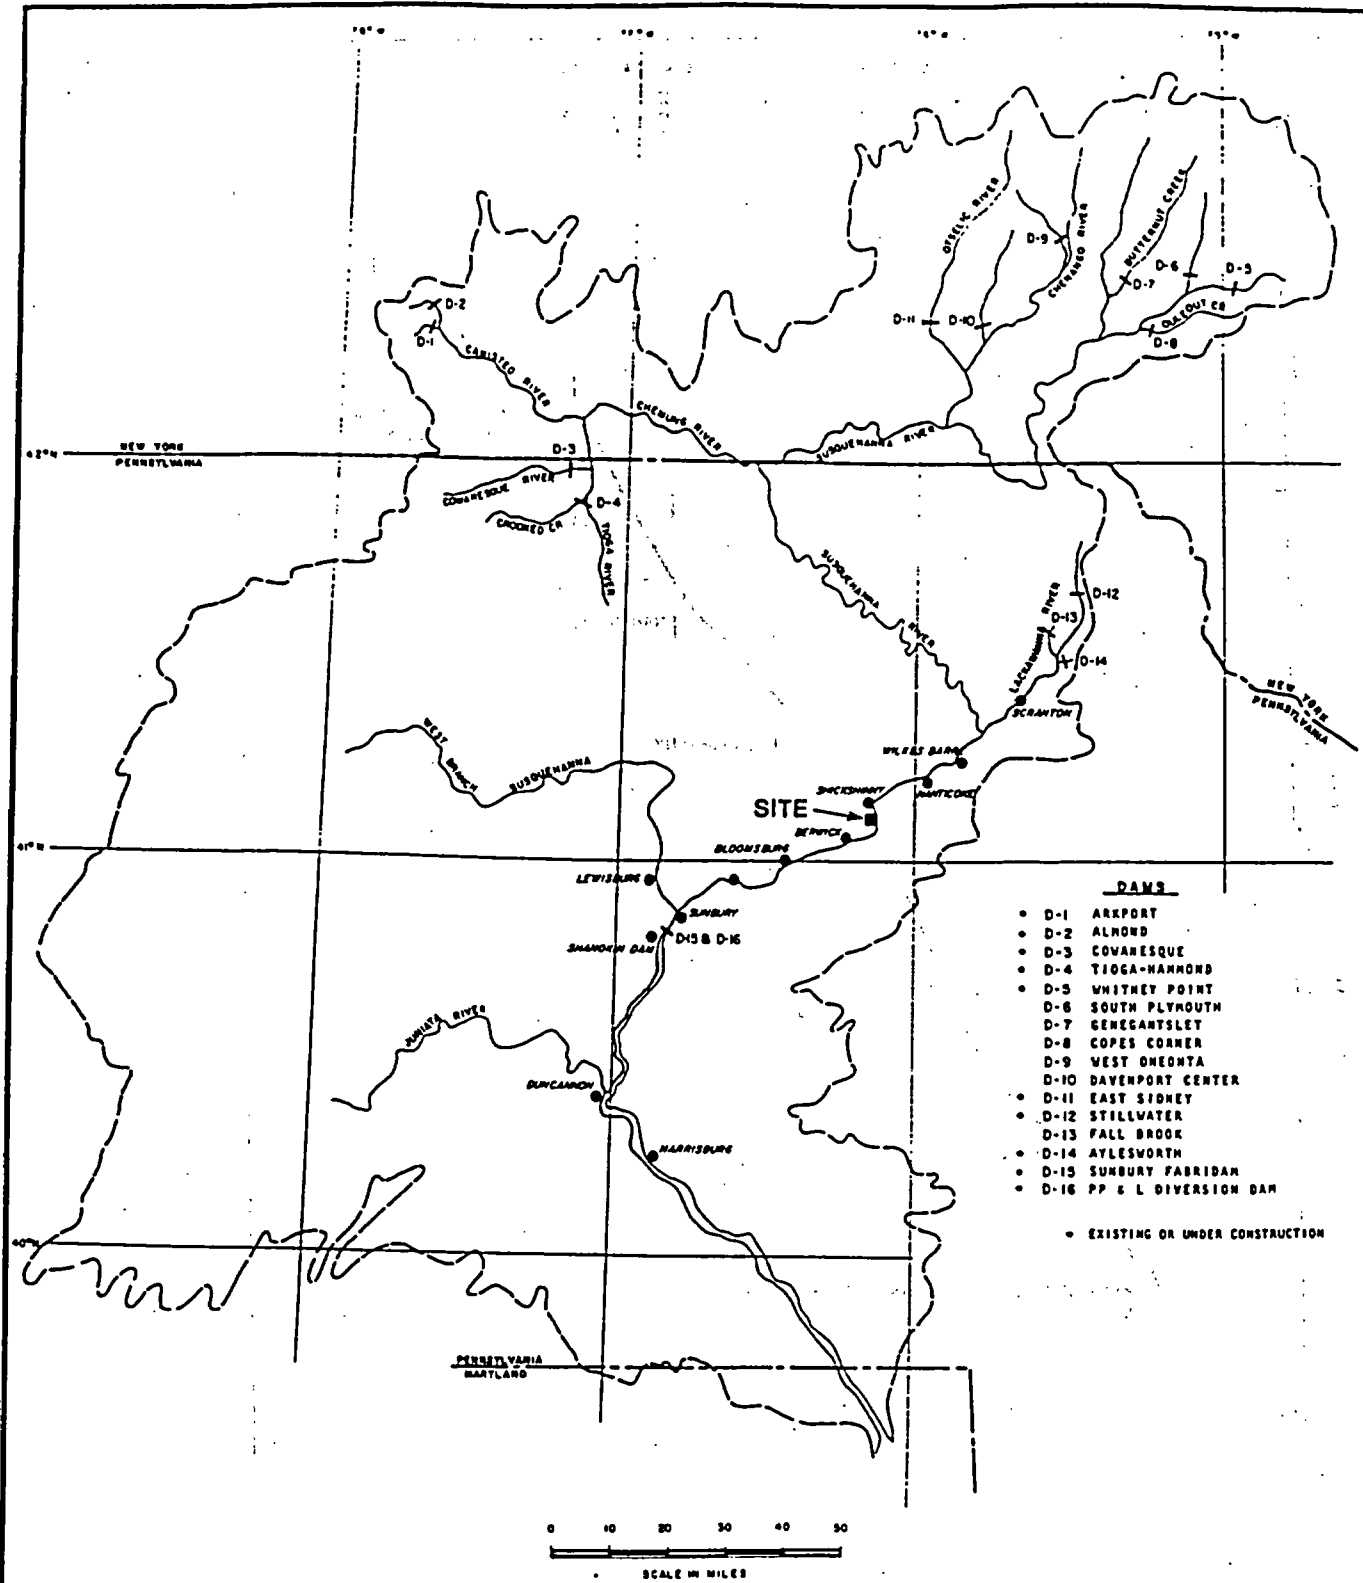 OTSELIC RIVER
D-9
CHENANGO RIVER
BUTTERNUT CREEK
D-6
D-5
D-7
OULEOUT CR
D-8
D-11
D-10
D-2
D-1
CANISTEO RIVER
CHEMUNG RIVER
SUSQUEHANNA RIVER
NEW YORK
PENNSYLVANIA
42°N
D-3
COWANESQUE RIVER
D-4
CROOKED CR
TIOGA RIVER
SUSQUEHANNA RIVER
D-12
D-13
LACKAWANNA RIVER
D-14
SCRANTON
NEW YORK
PENNSYLVANIA
WEST BRANCH SUSQUEHANNA
WILKES BARRE
NANTICOKE
SHICKSHINNY
SITE
BERWICK
BLOOMSBURG
41°N
LEWISBURG
SUNBURY
D-15 & D-16
SHAMOKIN DAM
JUNIATA RIVER
DUNCANNON
HARRISBURG
40°N
PENNSYLVANIA
MARYLAND
DAMS
• D-1 ARKPORT
• D-2 ALMOND
• D-3 COWANESQUE
• D-4 TIOGA-HAMMOND
• D-5 WHITNEY POINT
D-6 SOUTH PLYMOUTH
D-7 GENEGANTSLET
D-8 COPES CORNER
D-9 WEST ONEONTA
D-10 DAVENPORT CENTER
• D-11 EAST SIDNEY
• D-12 STILLWATER
D-13 FALL BROOK
• D-14 AYLESWORTH
• D-15 SUNBURY FABRIDAM
• D-16 PP & L DIVERSION DAM
• EXISTING OR UNDER CONSTRUCTION
0 10 20 30 40 50
SCALE IN MILES